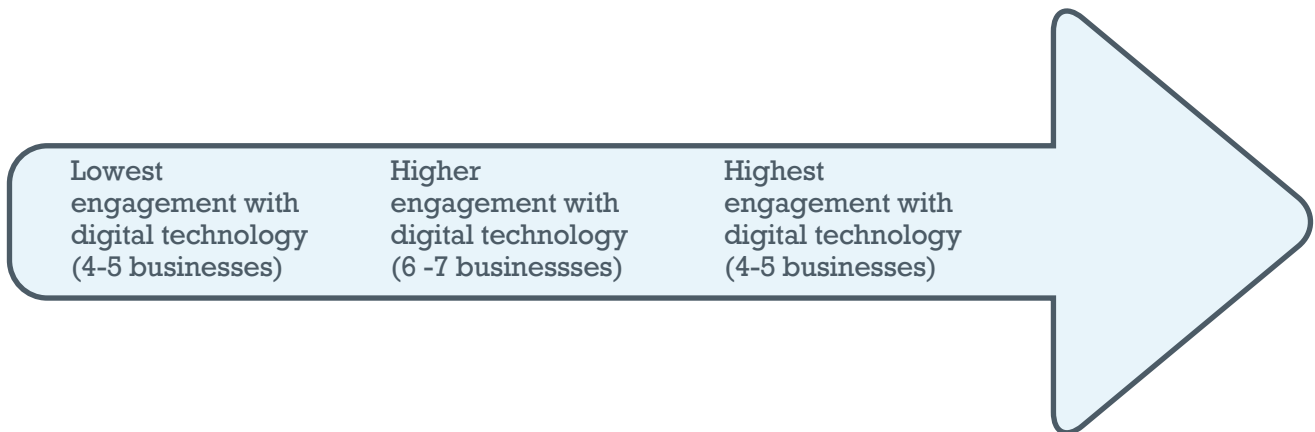 Lowest
engagement with
digital technology
(4-5 businesses)
Higher
engagement with
digital technology
(6 -7 businessses)
Highest
engagement with
digital technology
(4-5 businesses)